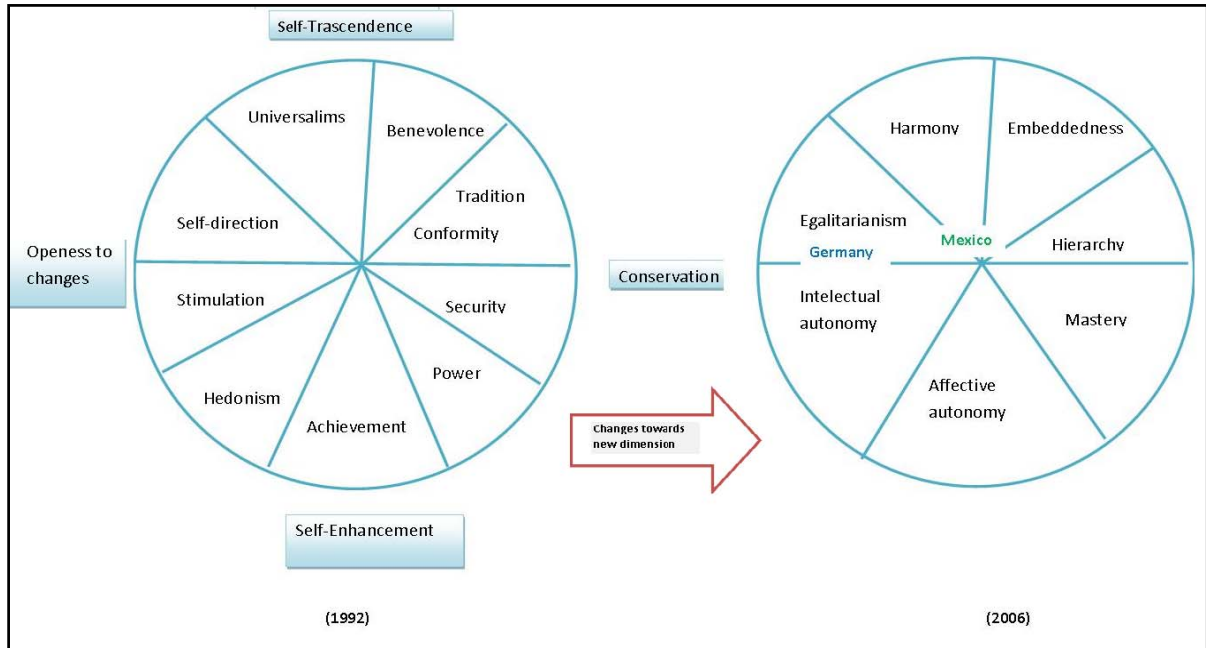 Self-Trascendence
Universalims
Benevolence
Tradition
Conformity
Self-direction
Openess to
changes
Stimulation
Security
Power
Hedonism
Achievement
Self-Enhancement
(1992)
Conservation
Changes towards
new dimension
Harmony
Embeddedness
Egalitarianism
Germany
Mexico
Hierarchy
Intelectual
autonomy
Mastery
Affective
autonomy
(2006)